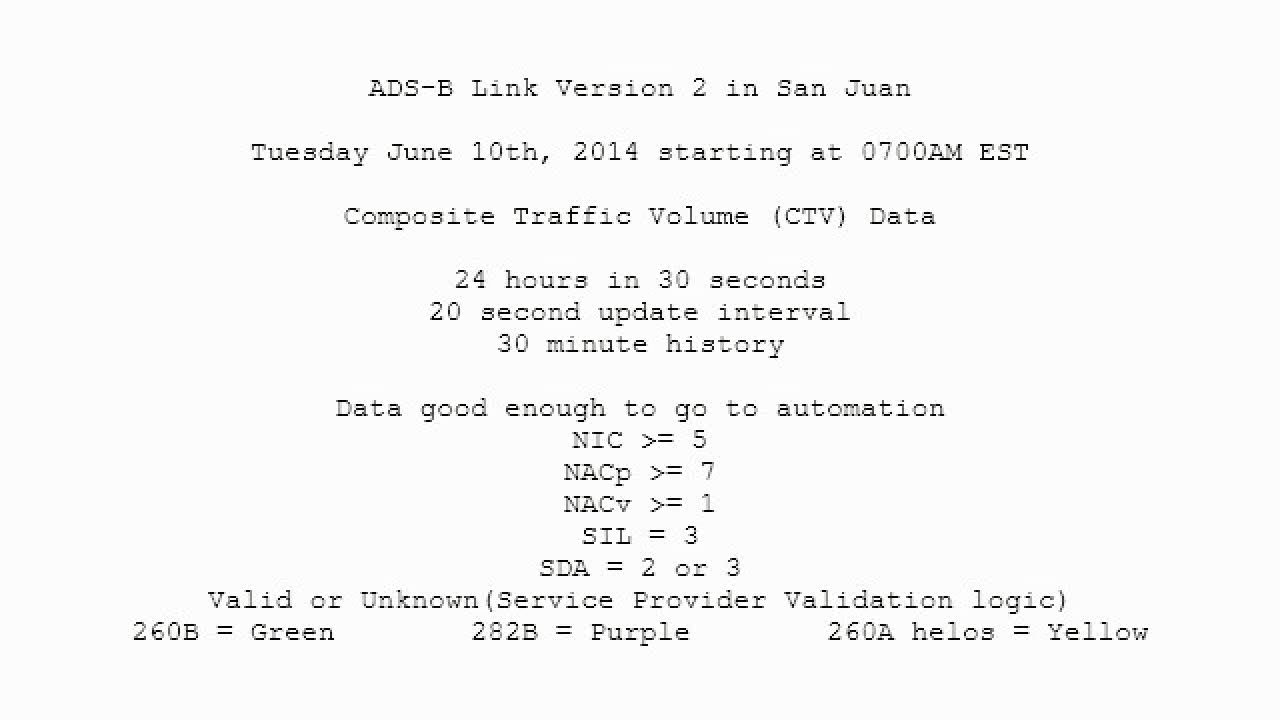 ADS-B Link Version 2 in San Juan
Tuesday June 10th, 2014 starting at 0700AM EST
Composite Traffic Volume (CTV) Data
24 hours in 30 seconds
20 second update interval
30 minute history
Data good enough to go to automation
NIC >= 5
NACp >= 7
NACv >= 1
SIL = 3
SDA = 2 or 3
Valid or Unknown(Service Provider Validation logic)
260B = Green 282B = Purple 260A helos = Yellow